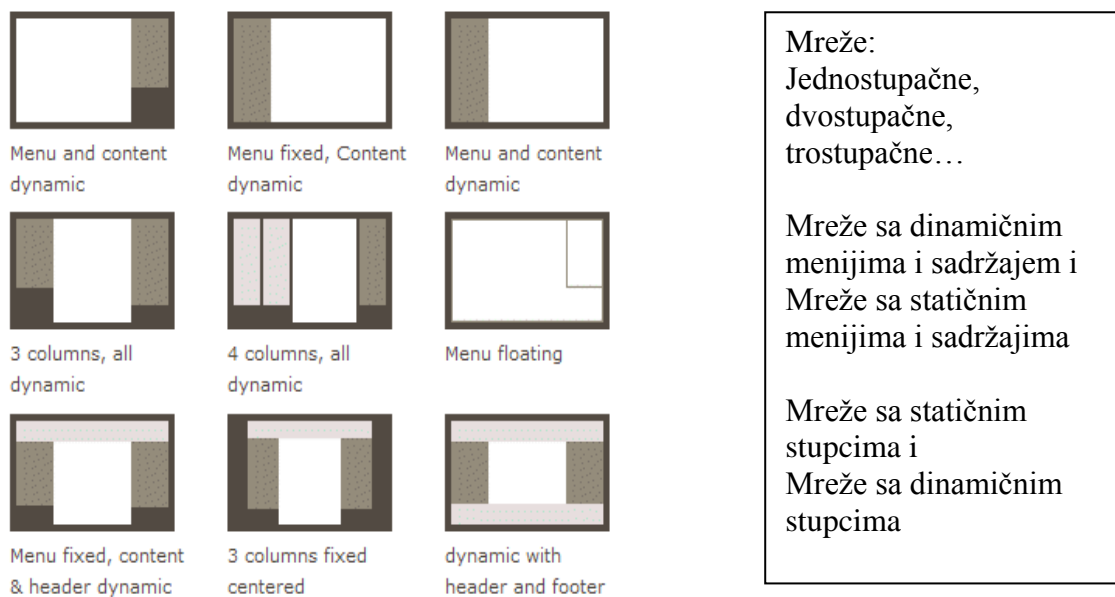 Menu and content
dynamic
Menu fixed, Content
dynamic
Menu and content
dynamic
3 columns, all
dynamic
4 columns, all
dynamic
Menu floating
Menu fixed, content
& header dynamic
3 columns fixed
centered
dynamic with
header and footer
Mreže:
Jednostupačne,
dvostupačne,
trostupačne…
Mreže sa dinamičnim
menijima i sadržajem i
Mreže sa statičnim
menijima i sadržajima
Mreže sa statičnim
stupcima i
Mreže sa dinamičnim
stupcima